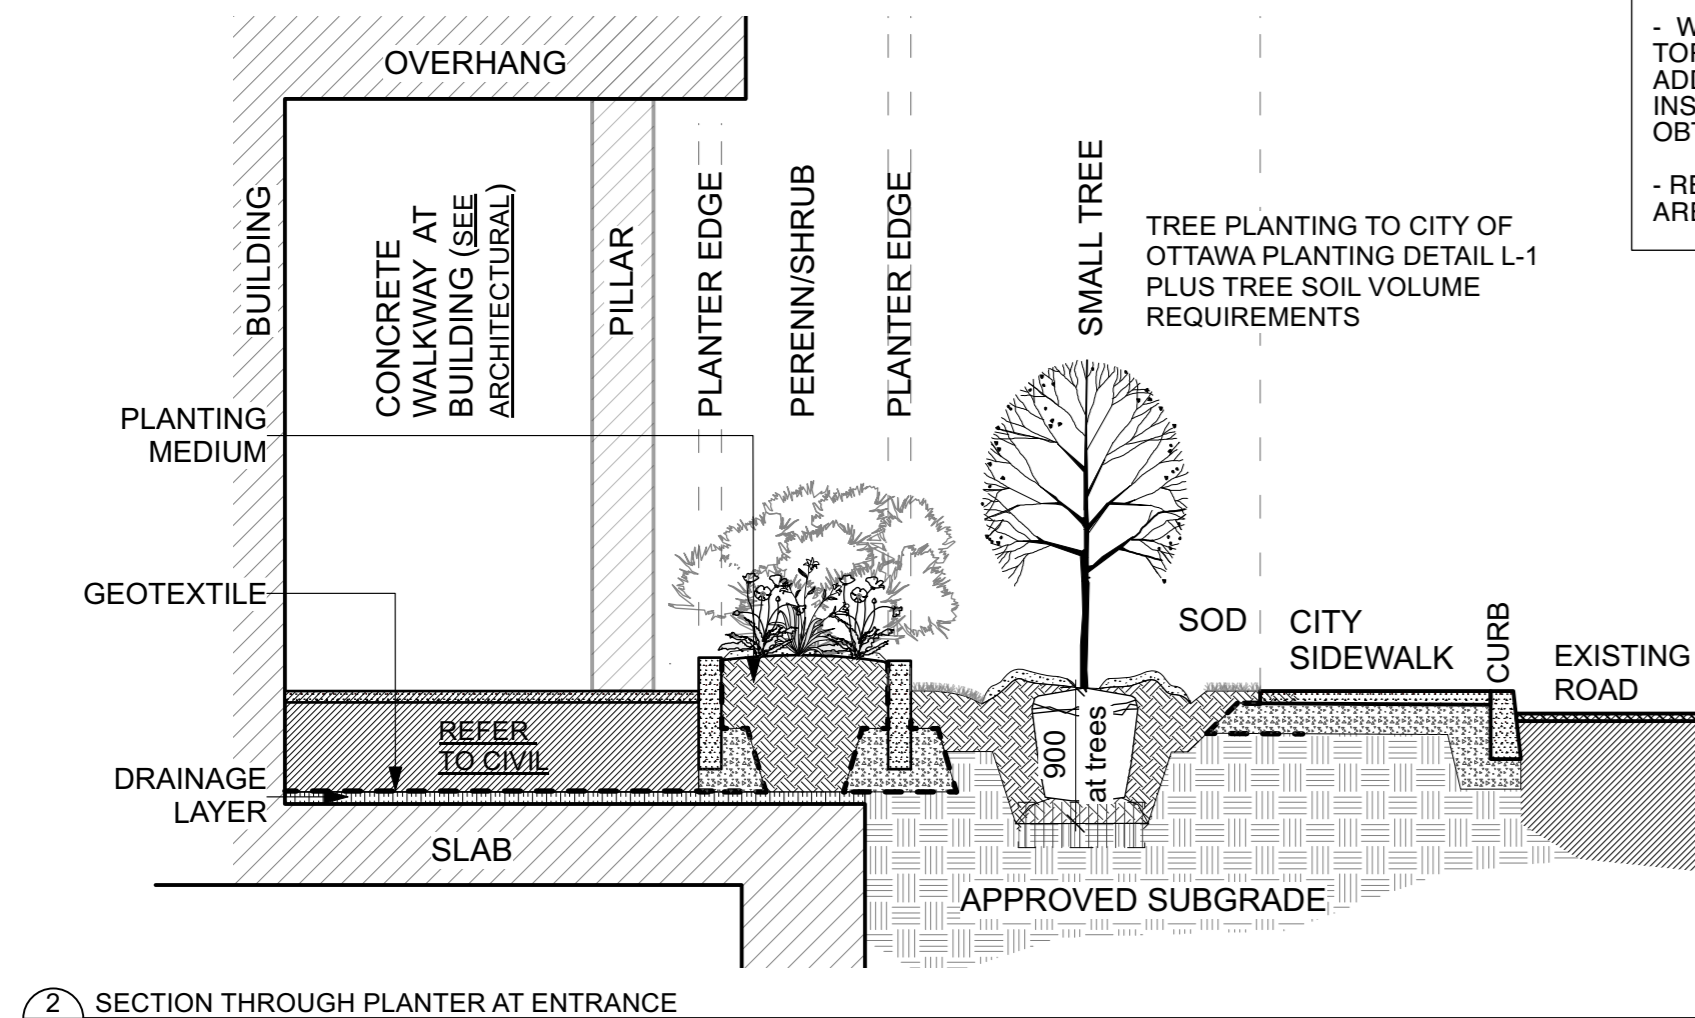 OVERHANG
BUILDING
CONCRETE
WALKWAY AT
BUILDING (SEE
ARCHITECTURAL)
PILLAR
PLANTER EDGE
PERENN/SHRUB
PLANTER EDGE
SMALL TREE
TREE PLANTING TO CITY OF
OTTAWA PLANTING DETAIL L-1
PLUS TREE SOIL VOLUME
REQUIREMENTS
PLANTING
MEDIUM
GEOTEXTILE
DRAINAGE
LAYER
REFER
TO CIVIL
SLAB
900
at trees
SOD
CITY
SIDEWALK
CURB
EXISTING
ROAD
APPROVED SUBGRADE
2
SECTION THROUGH PLANTER AT ENTRANCE